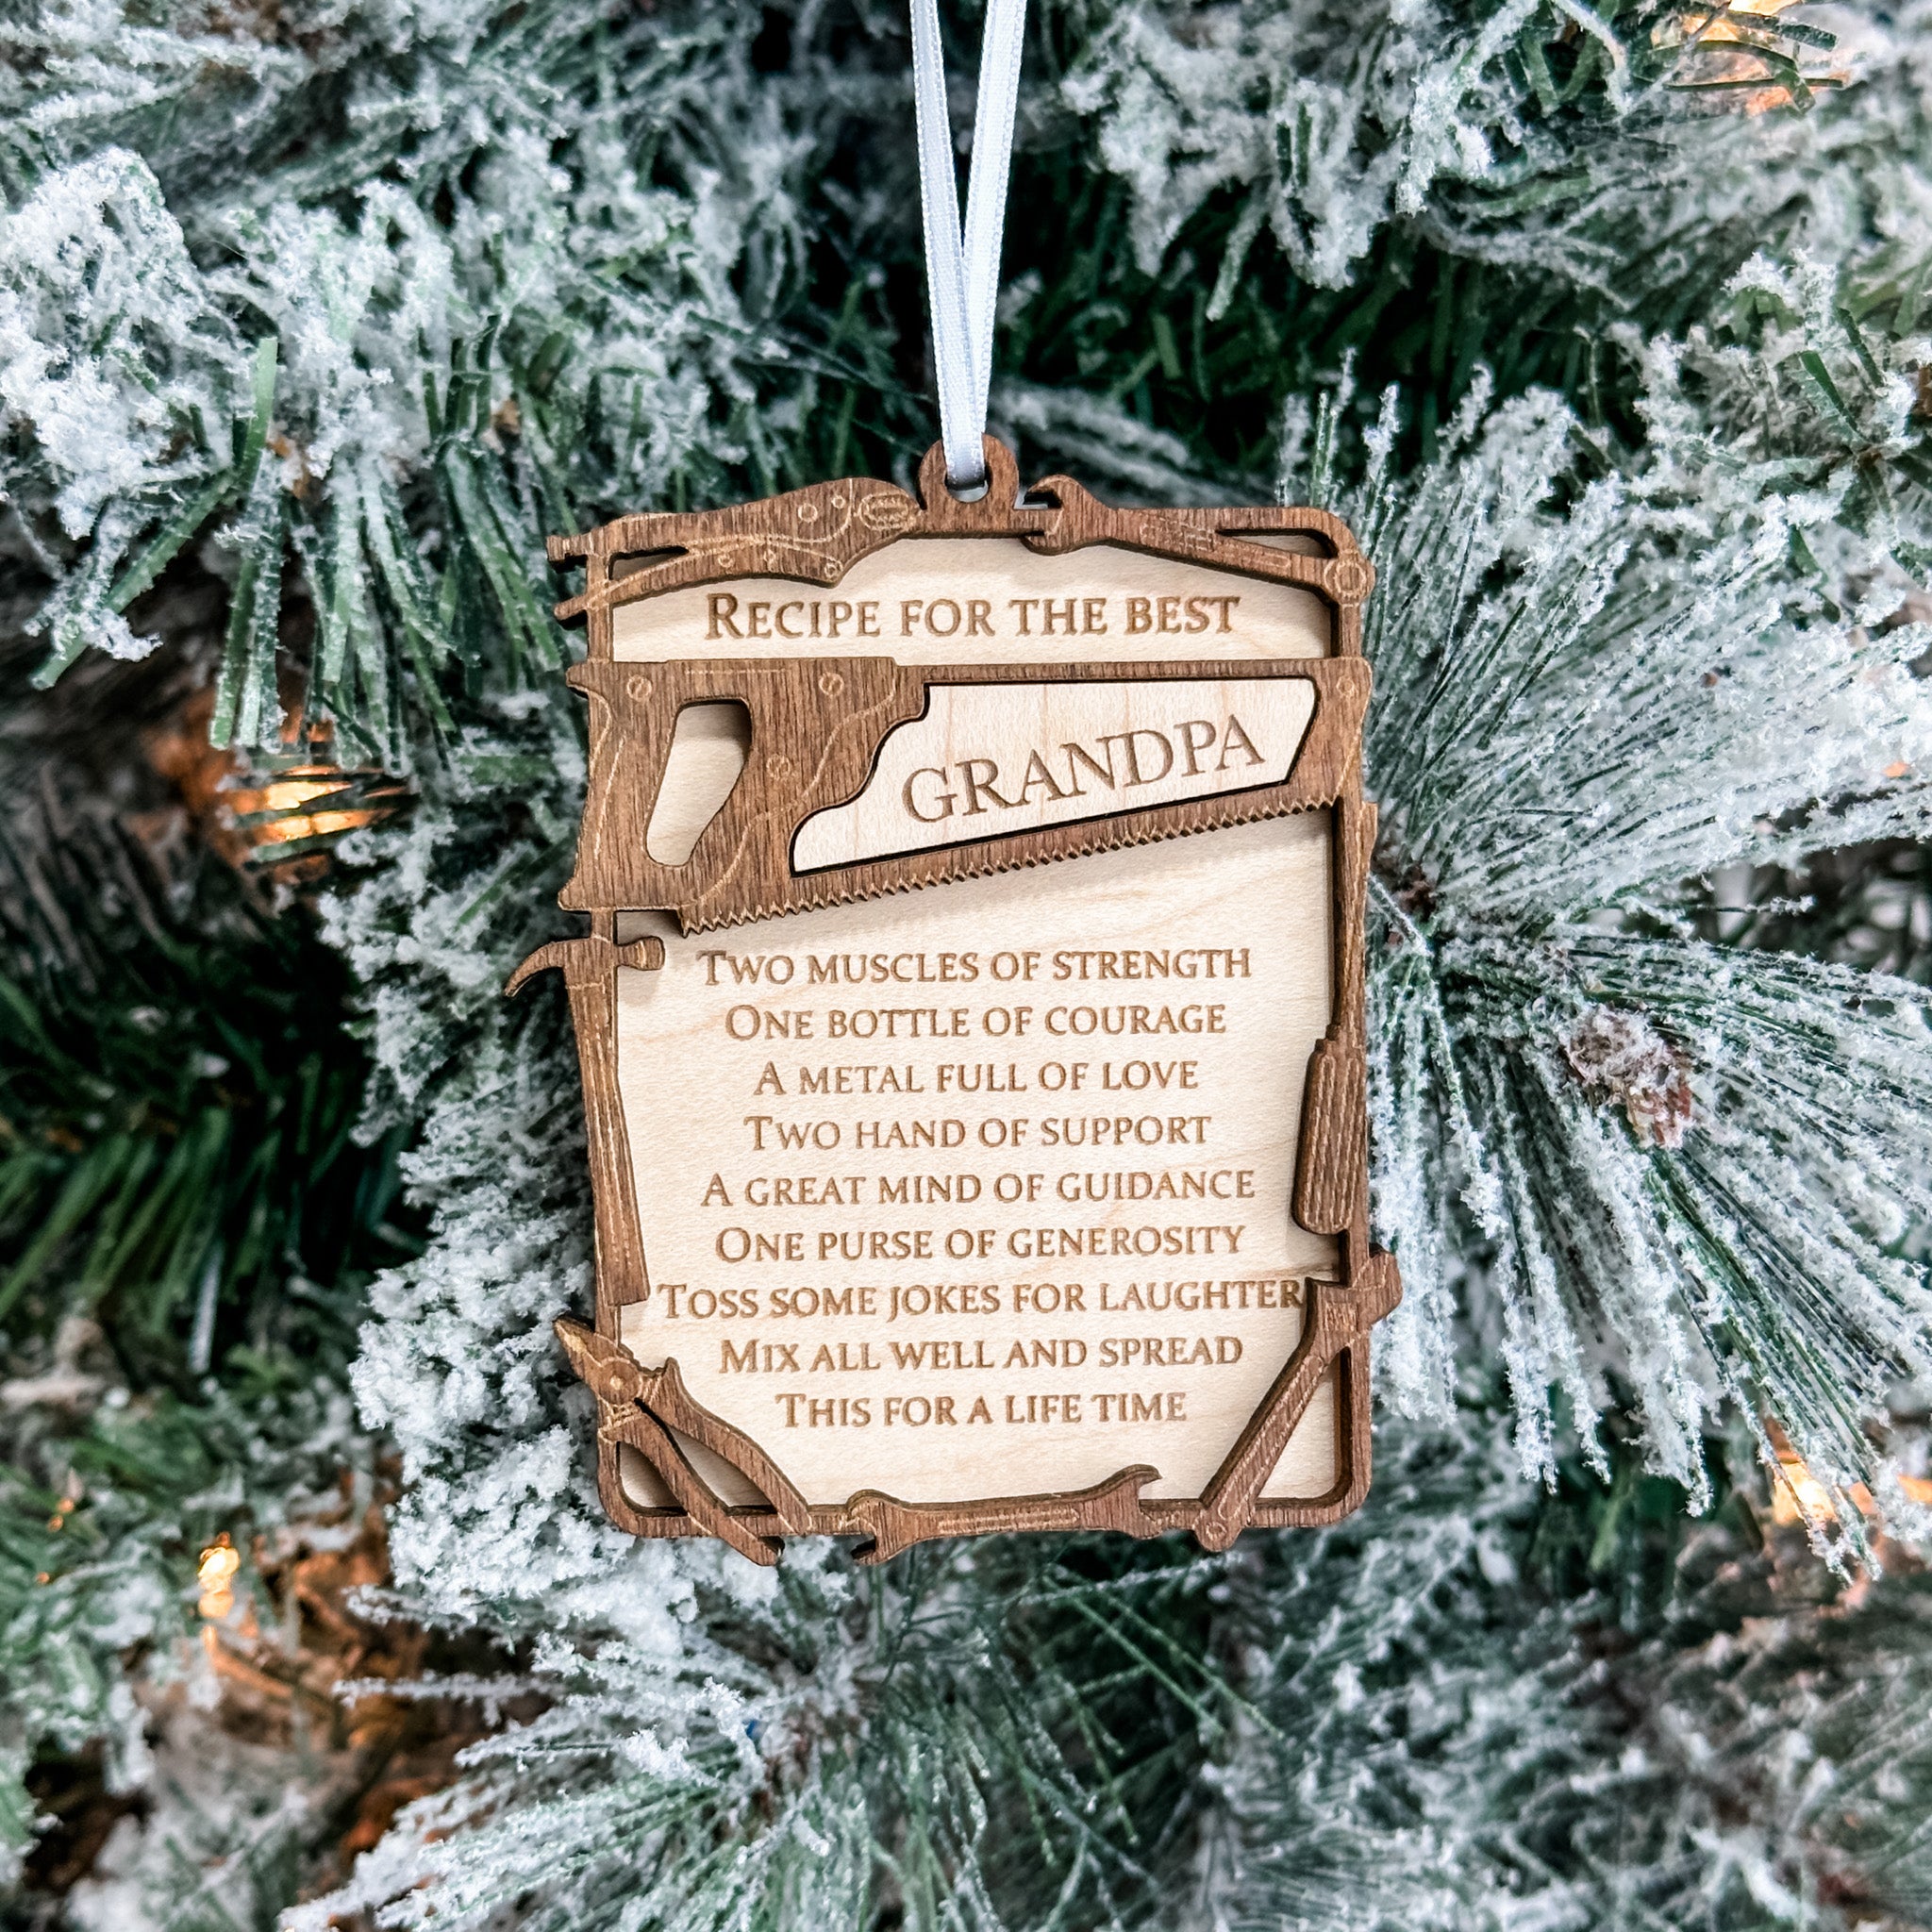 RECIPE FOR THE BEST
GRANDPA
TWO MUSCLES OF STRENGTH
ONE BOTTLE OF COURAGE
A METAL FULL OF LOVE
TWO HAND OF SUPPORT
A GREAT MIND OF GUIDANCE
ONE PURSE OF GENEROSITY
TOSS SOME JOKES FOR LAUGHTER
MIX ALL WELL AND SPREAD
THIS FOR A LIFE TIME